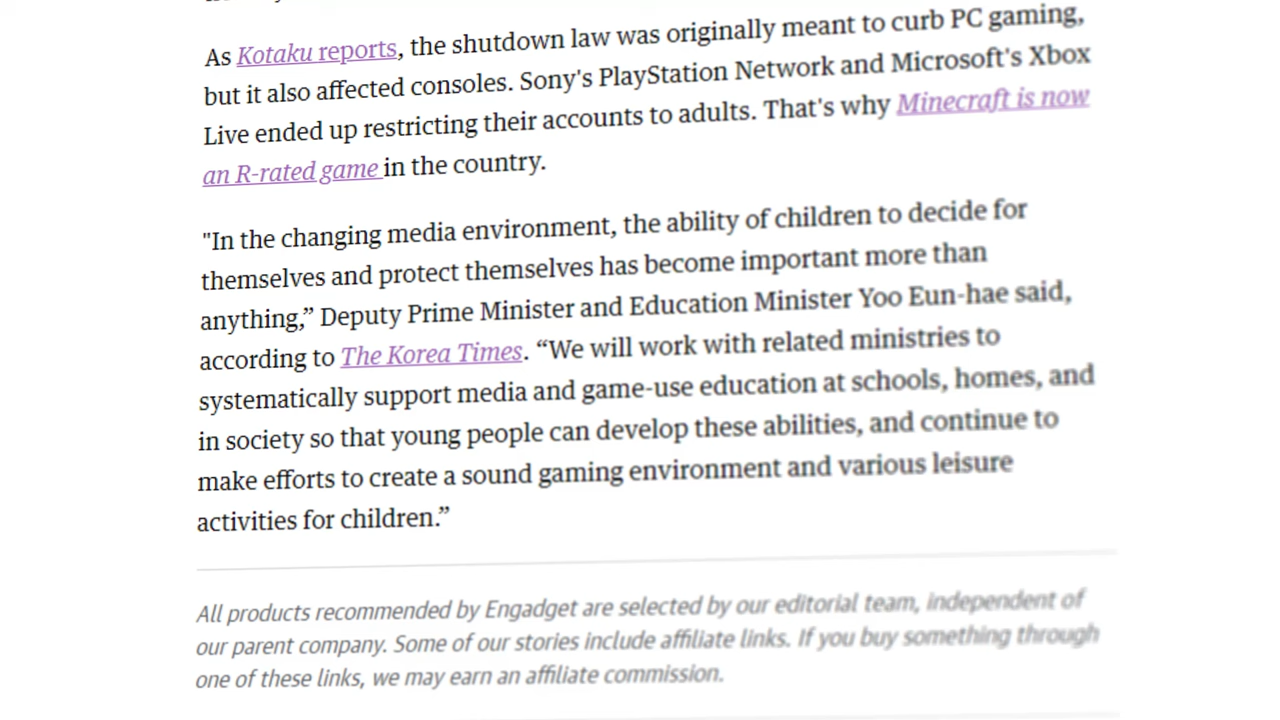 As Kotaku reports, the shutdown law was originally meant to curb PC gaming,
but it also affected consoles. Sony's PlayStation Network and Microsoft's Xbox
Live ended up restricting their accounts to adults. That's why Minecraft is now
an R-rated game in the country.
"In the changing media environment, the ability of children to decide for
themselves and protect themselves has become important more than
anything,” Deputy Prime Minister and Education Minister Yoo Eun-hae said,
according to The Korea Times. “We will work with related ministries to
systematically support media and game-use education at schools, homes, and
in society so that young people can develop these abilities, and continue to
make efforts to create a sound gaming environment and various leisure
activities for children.”
All products recommended by Engadget are selected by our editorial team, independent of
our parent company. Some of our stories include affiliate links. If you buy something through
one of these links, we may earn an affiliate commission.